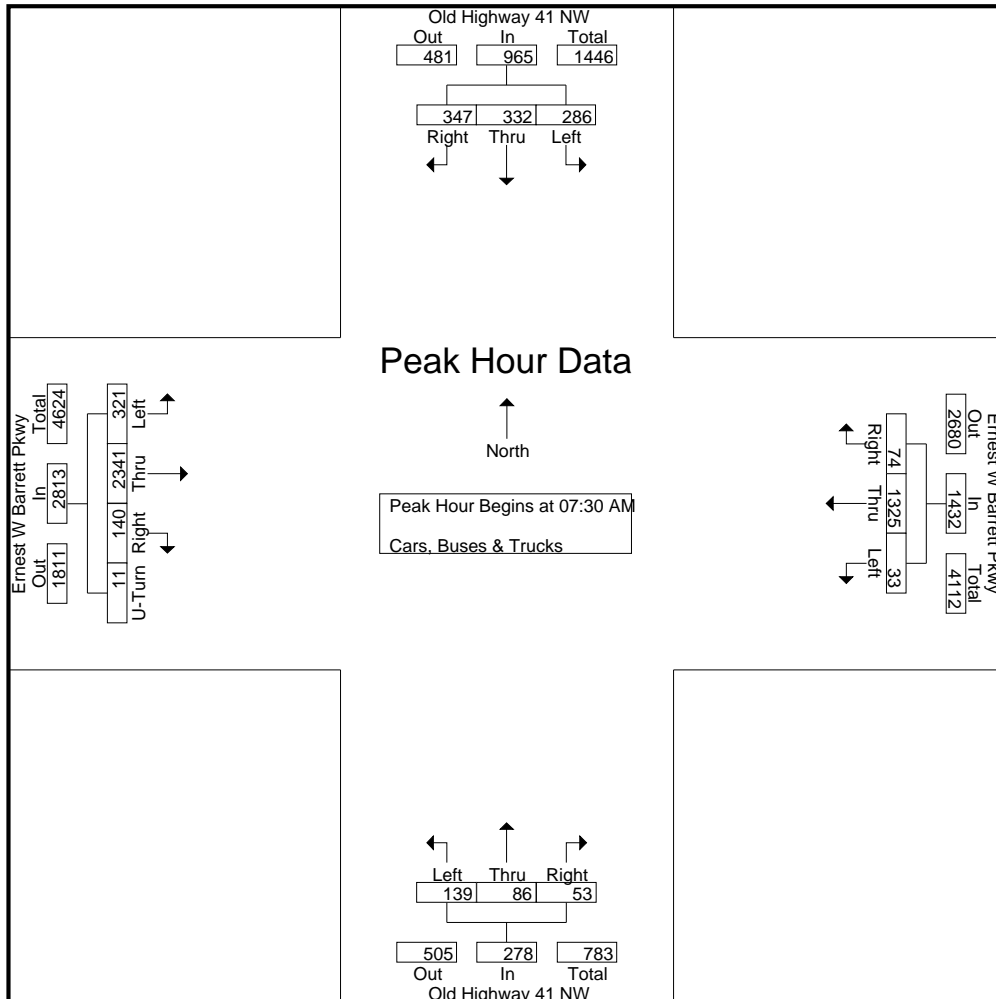 Old Highway 41 NW
Out In Total
481 965 1446
347 332 286
Right Thru Left
Peak Hour Data
North
Peak Hour Begins at 07:30 AM
Cars, Buses & Trucks
Ernest W Barrett Pkwy
Total In Out
4624 2813 1811
321 2341 140 11
Left Thru Right U-Turn
Right Thru Left
74 1325 33
2680 1432 4112
Out In Total
Ernest W Barrett Pkwy
Left Thru Right
139 86 53
505 278 783
Out In Total
Old Highway 41 NW